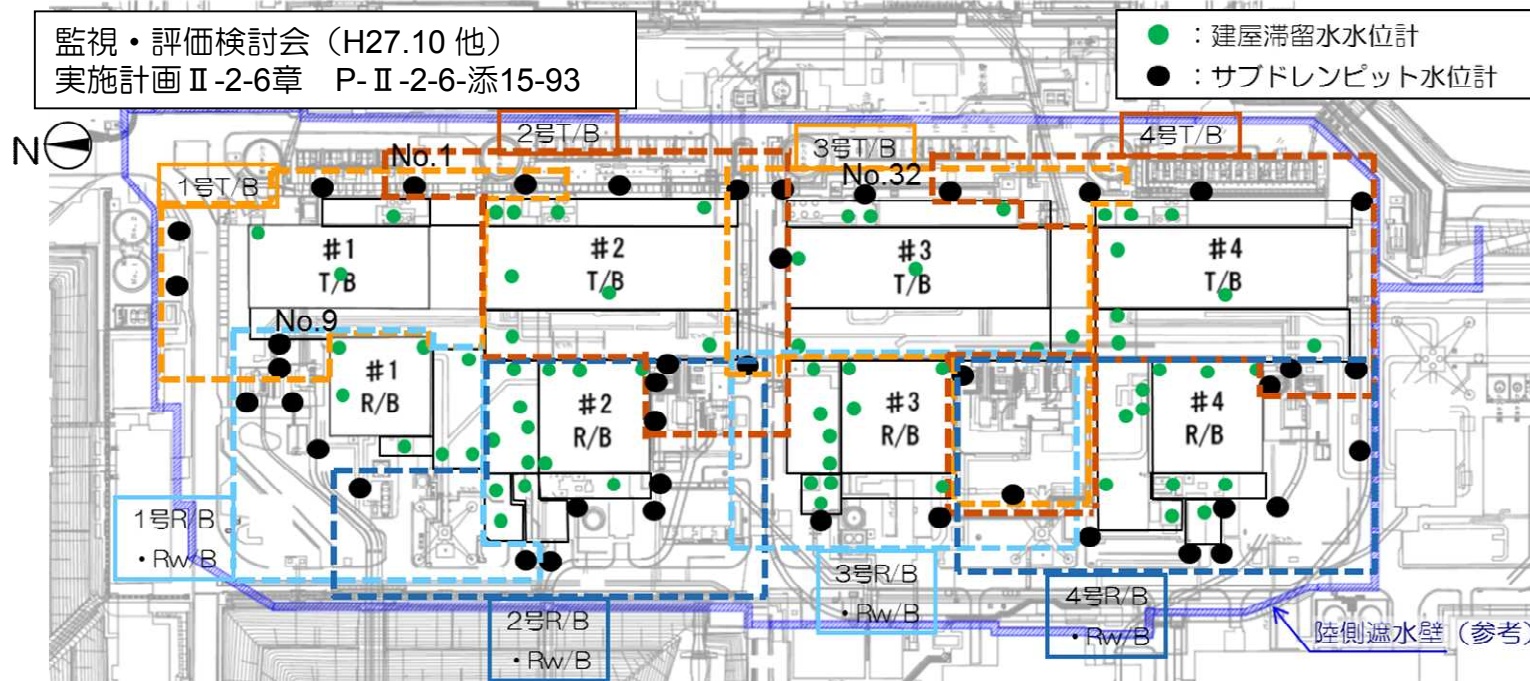 監視・評価検討会（H27.10 他）
実施計画Ⅱ-2-6章 P-Ⅱ-2-6-添15-93
：建屋滞留水水位計
：サブドレンピット水位計
N
2号T/B
3号T/B
4号T/B
1号T/B
No.1
No.32
#1
T/B
#2
T/B
#3
T/B
#4
T/B
No.9
#1
R/B
#2
R/B
#3
R/B
#4
R/B
1号R/B
・Rw/B
2号R/B
・Rw/B
3号R/B
・Rw/B
4号R/B
・Rw/B
陸側遮水壁（参考）